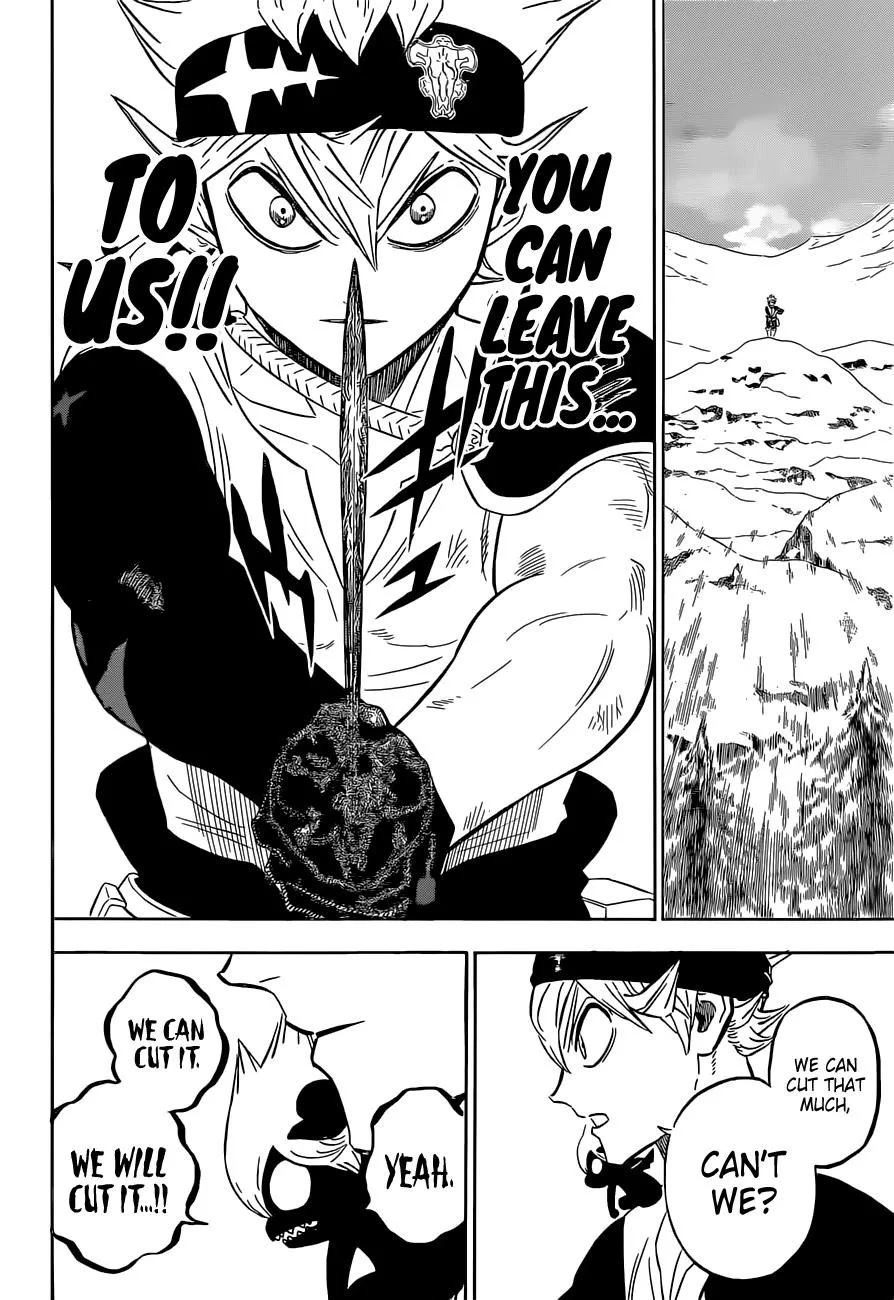 YOU
CAN
LEAVE
THIS...
TO
US!!
WE CAN
CUT THAT
MUCH,
CAN'T
WE?
YEAH.
WE CAN
CUT IT.
WE WILL
CUT IT...!!